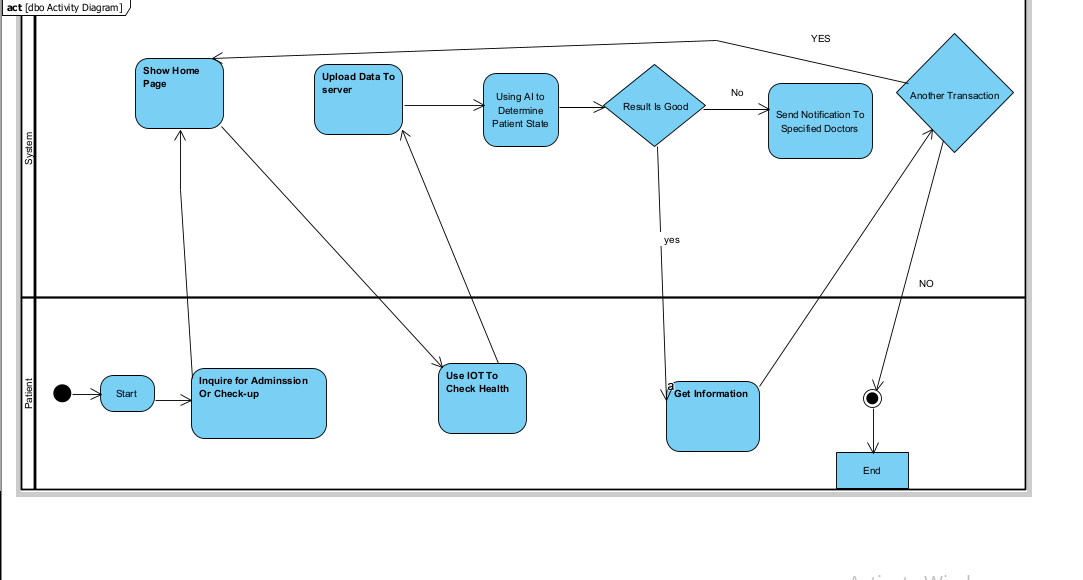 act [dbo Activity Diagram]
YES
Show Home
Page
Upload Data To
server
Using AI to
Determine
Patient State
Result Is Good
No
Send Notification To
Specified Doctors
Another Transaction
System
yes
NO
Patient
Start
Inquire for Adminssion
Or Check-up
Use IOT To
Check Health
a
Get Information
End